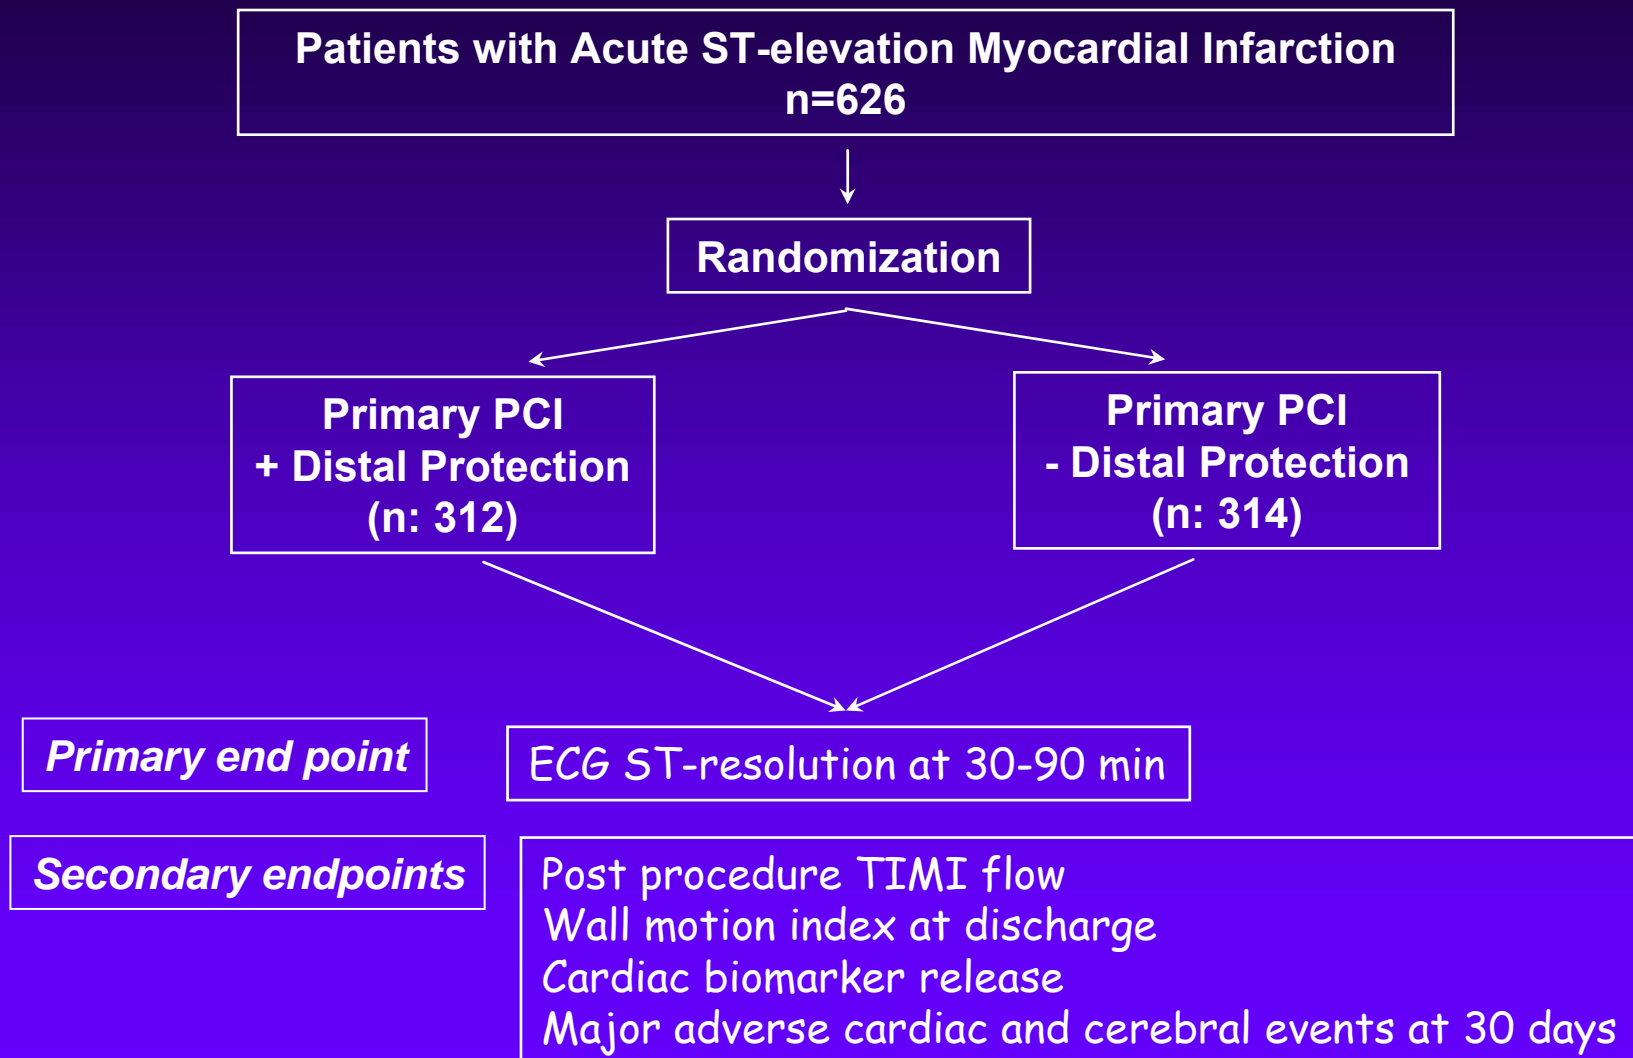 Patients with Acute ST-elevation Myocardial Infarction
n=626
Randomization
Primary PCI
+ Distal Protection
(n: 312)
Primary PCI
- Distal Protection
(n: 314)
Primary end point
ECG ST-resolution at 30-90 min
Secondary endpoints
Post procedure TIMI flow
Wall motion index at discharge
Cardiac biomarker release
Major adverse cardiac and cerebral events at 30 days